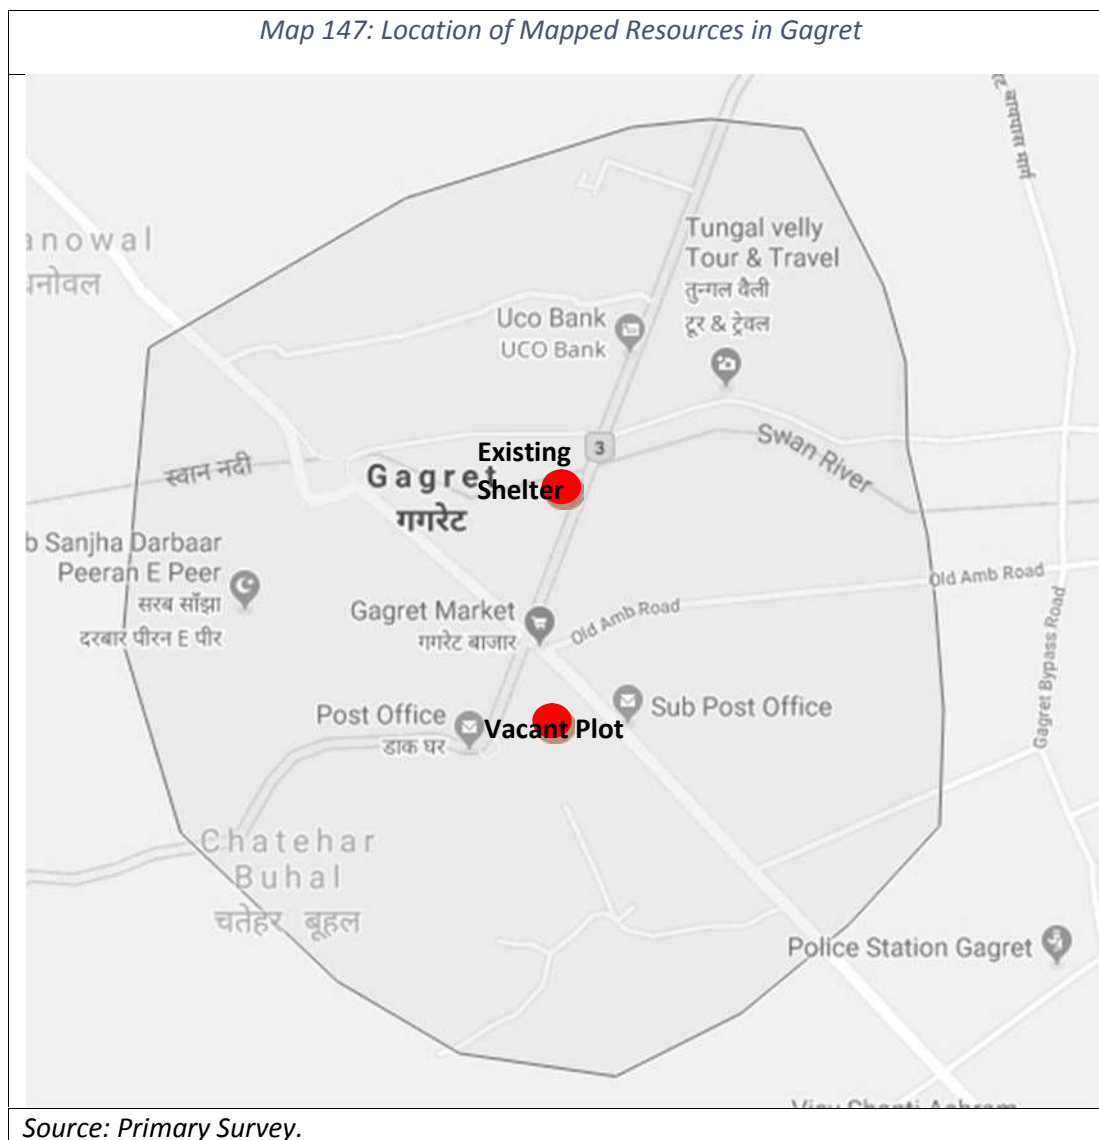 Map 147: Location of Mapped Resources in Gagret
anowal
Tungal velly
Tour & Travel
तुन्गल वैली
टूर & ट्रेवल
Uco Bank
UCO Bank
3
Existing
Shelter
Swan River
स्वान नदी
Gagret
गगरेट
b Sanjha Darbaar
Peeran E Peer
सरब साँझा
दरबार पीरन E पीर
Old Amb Road
Old Amb Road
Gagret Market
गगरेट बाजार
Gagret Bypass Road
Post Office
डाक घर
Vacant Plot
Sub Post Office
Chatehar
Buhal
चतेहर बूहल
Police Station Gagret
Source: Primary Survey.